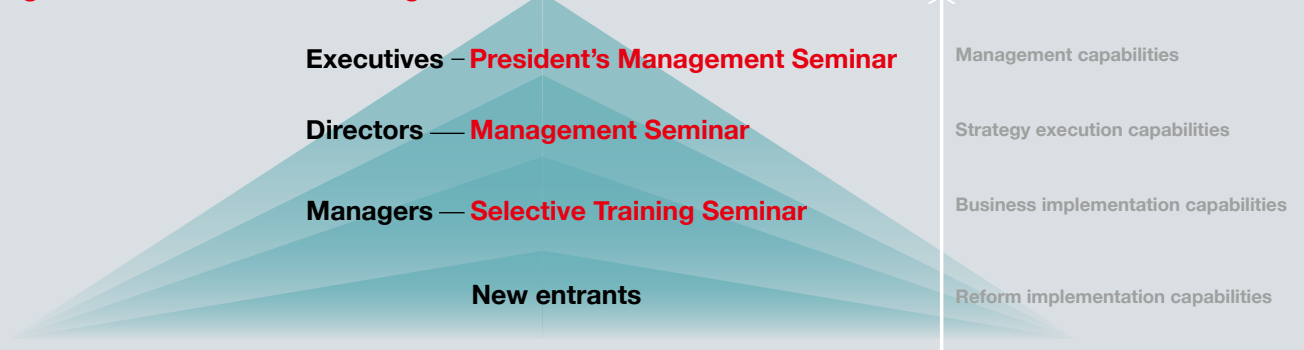 Executives – President's Management Seminar
Management capabilities
Directors — Management Seminar
Strategy execution capabilities
Managers — Selective Training Seminar
Business implementation capabilities
New entrants
Reform implementation capabilities